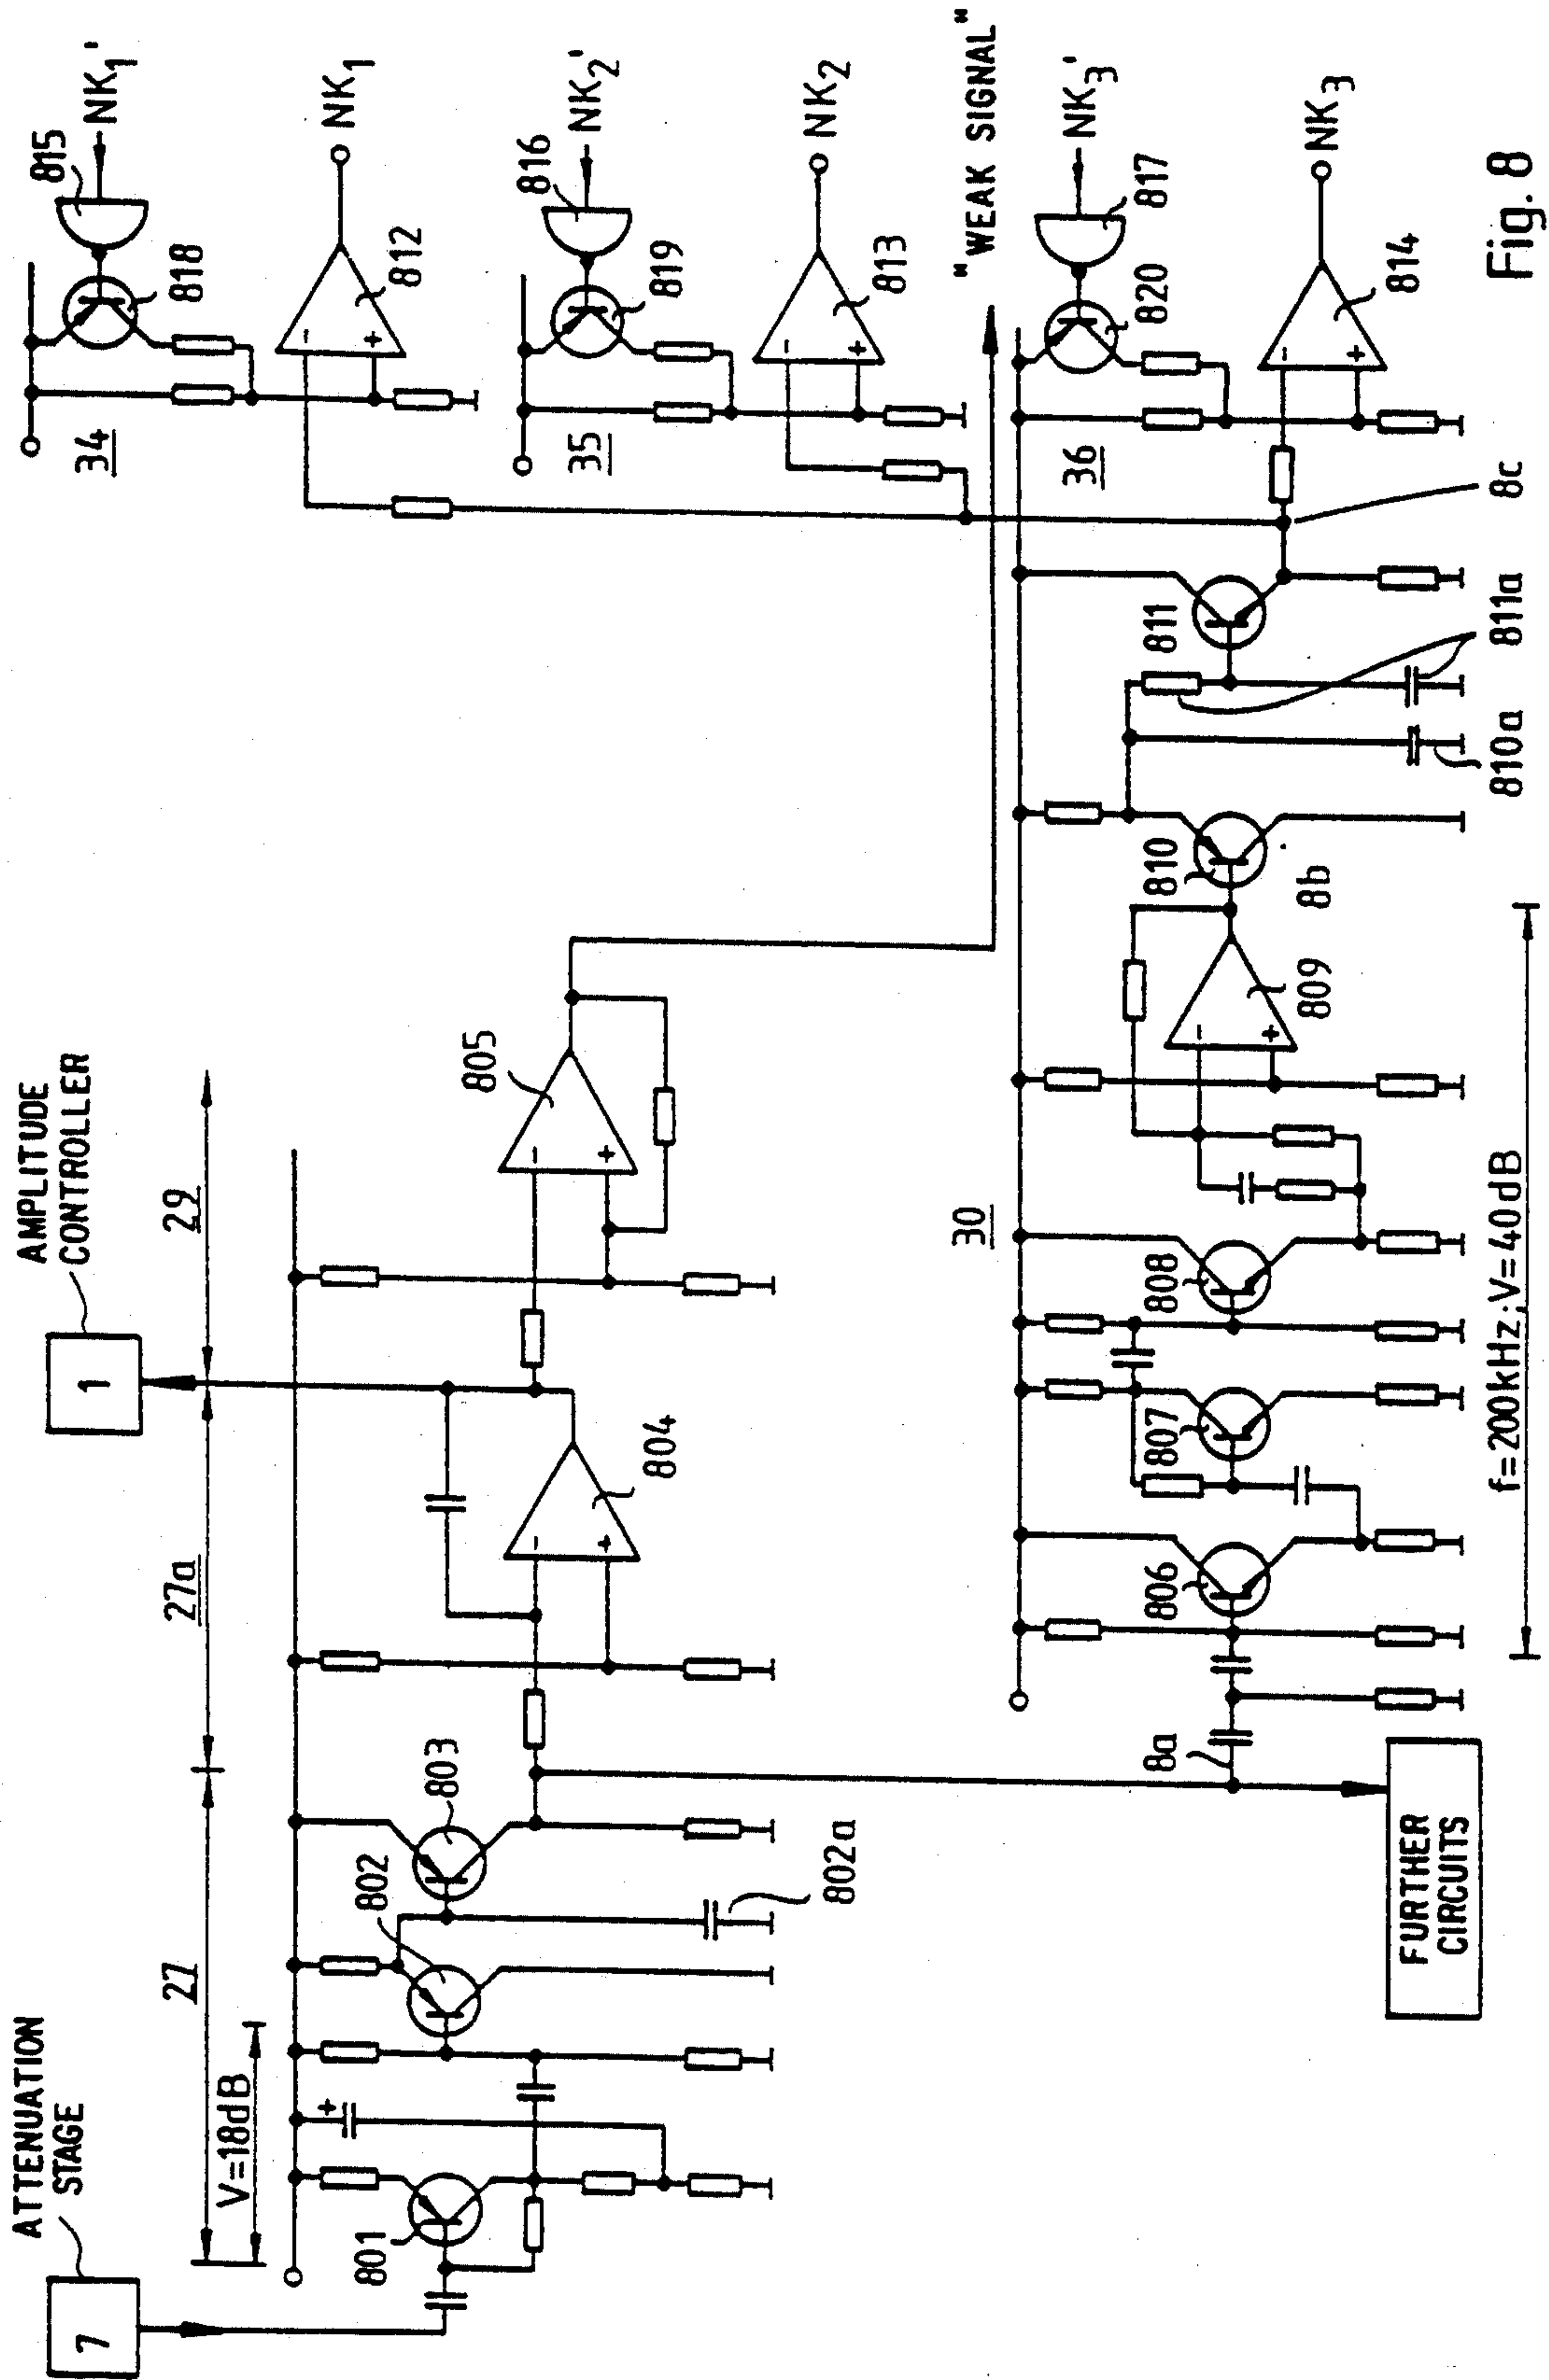 ATTENUATION
STAGE
7
AMPLITUDE
CONTROLLER
1
27
27a
29
V=18dB
801
802
803
802a
804
805
"WEAK SIGNAL"
34
815
NK1'
818
812
NK1
35
816
NK2'
819
813
NK2
36
817
NK3'
820
814
NK3
30
8a
806
807
808
809
8b
810
811
810a
811a
8c
FURTHER
CIRCUITS
f=200kHz; V=40dB
Fig. 8